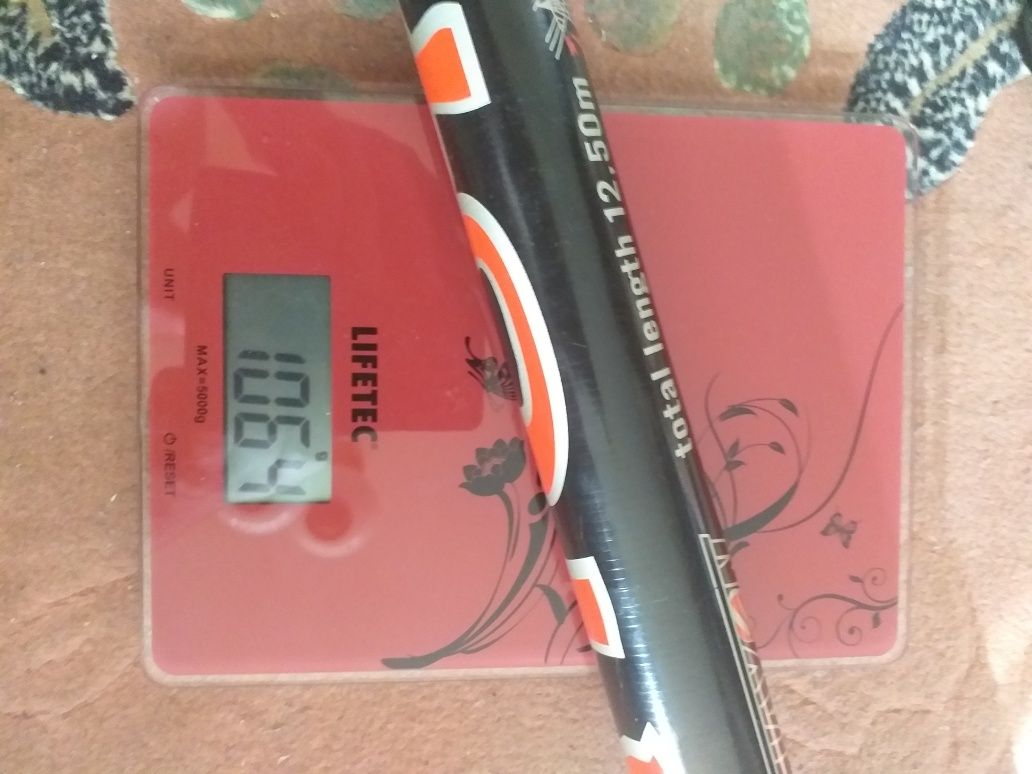 LIFETEC
1064 g
UNIT
MAX=5000g
/RESET
total length 12.50m